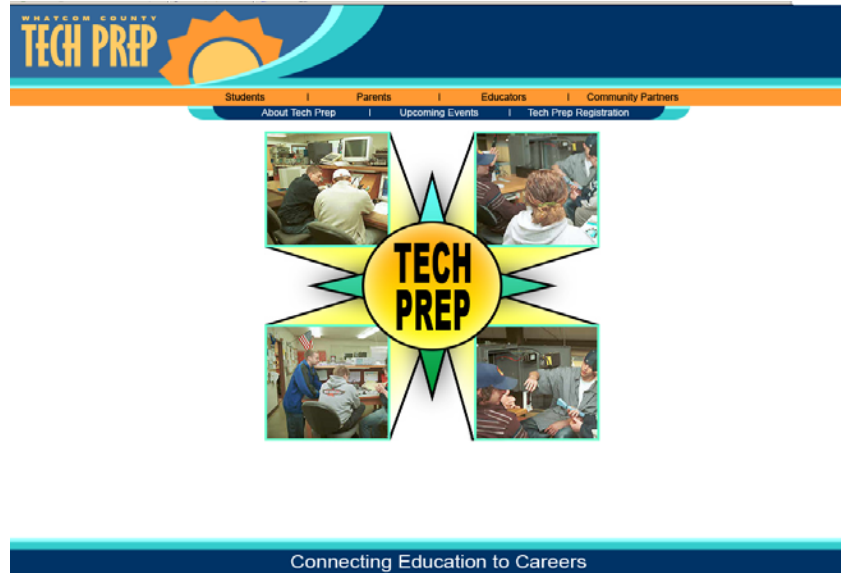 WHATCOM COUNTY
TECH PREP
Students | Parents | Educators | Community Partners
About Tech Prep | Upcoming Events | Tech Prep Registration
TECH
PREP
Connecting Education to Careers